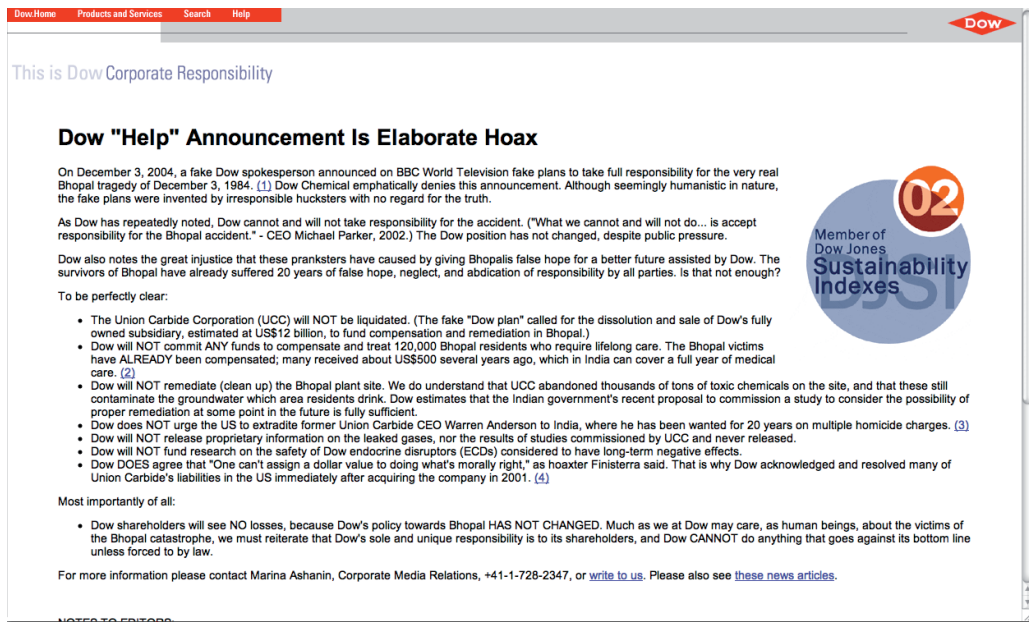 Dow.Home Products and Services Search Help
Dow
This is Dow Corporate Responsibility
Dow "Help" Announcement Is Elaborate Hoax
On December 3, 2004, a fake Dow spokesperson announced on BBC World Television fake plans to take full responsibility for the very real
Bhopal tragedy of December 3, 1984. (1) Dow Chemical emphatically denies this announcement. Although seemingly humanistic in nature,
the fake plans were invented by irresponsible hucksters with no regard for the truth.
As Dow has repeatedly noted, Dow cannot and will not take responsibility for the accident. ("What we cannot and will not do... is accept
responsibility for the Bhopal accident." - CEO Michael Parker, 2002.) The Dow position has not changed, despite public pressure.
Dow also notes the great injustice that these pranksters have caused by giving Bhopalis false hope for a better future assisted by Dow. The
survivors of Bhopal have already suffered 20 years of false hope, neglect, and abdication of responsibility by all parties. Is that not enough?
02
Member of
Dow Jones
Sustainability
Indexes
DJSI
To be perfectly clear:
• The Union Carbide Corporation (UCC) will NOT be liquidated. (The fake "Dow plan" called for the dissolution and sale of Dow's fully
owned subsidiary, estimated at US$12 billion, to fund compensation and remediation in Bhopal.)
• Dow will NOT commit ANY funds to compensate and treat 120,000 Bhopal residents who require lifelong care. The Bhopal victims
have ALREADY been compensated; many received about US$500 several years ago, which in India can cover a full year of medical
care. (2)
• Dow will NOT remediate (clean up) the Bhopal plant site. We do understand that UCC abandoned thousands of tons of toxic chemicals on the site, and that these still
contaminate the groundwater which area residents drink. Dow estimates that the Indian government's recent proposal to commission a study to consider the possibility of
proper remediation at some point in the future is fully sufficient.
• Dow does NOT urge the US to extradite former Union Carbide CEO Warren Anderson to India, where he has been wanted for 20 years on multiple homicide charges. (3)
• Dow will NOT release proprietary information on the leaked gases, nor the results of studies commissioned by UCC and never released.
• Dow will NOT fund research on the safety of Dow endocrine disruptors (ECDs) considered to have long-term negative effects.
• Dow DOES agree that "One can't assign a dollar value to doing what's morally right," as hoaxter Finisterra said. That is why Dow acknowledged and resolved many of
Union Carbide's liabilities in the US immediately after acquiring the company in 2001. (4)
Most importantly of all:
• Dow shareholders will see NO losses, because Dow's policy towards Bhopal HAS NOT CHANGED. Much as we at Dow may care, as human beings, about the victims of
the Bhopal catastrophe, we must reiterate that Dow's sole and unique responsibility is to its shareholders, and Dow CANNOT do anything that goes against its bottom line
unless forced to by law.
For more information please contact Marina Ashanin, Corporate Media Relations, +41-1-728-2347, or write to us. Please also see these news articles.
NOTES TO EDITORS: